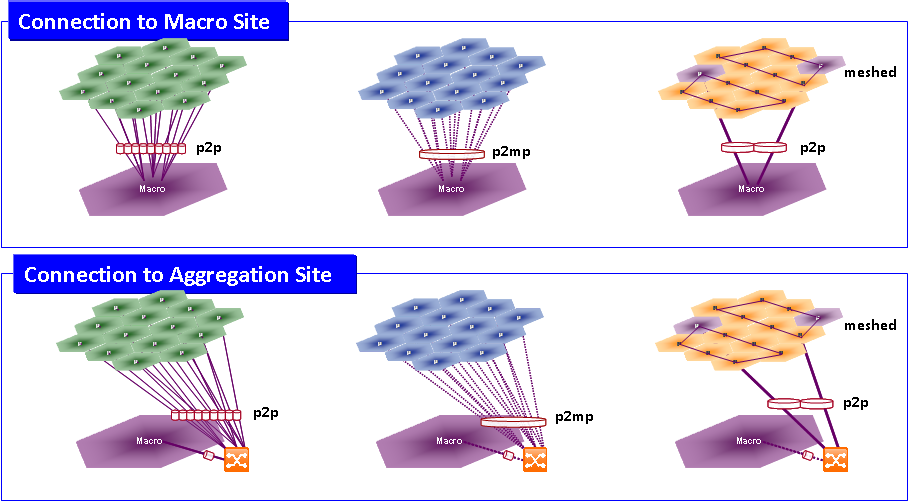 Connection to Macro Site
meshed
p2p
p2mp
p2p
Macro
Macro
Macro
Connection to Aggregation Site
meshed
p2p
p2mp
p2p
Macro
Macro
Macro